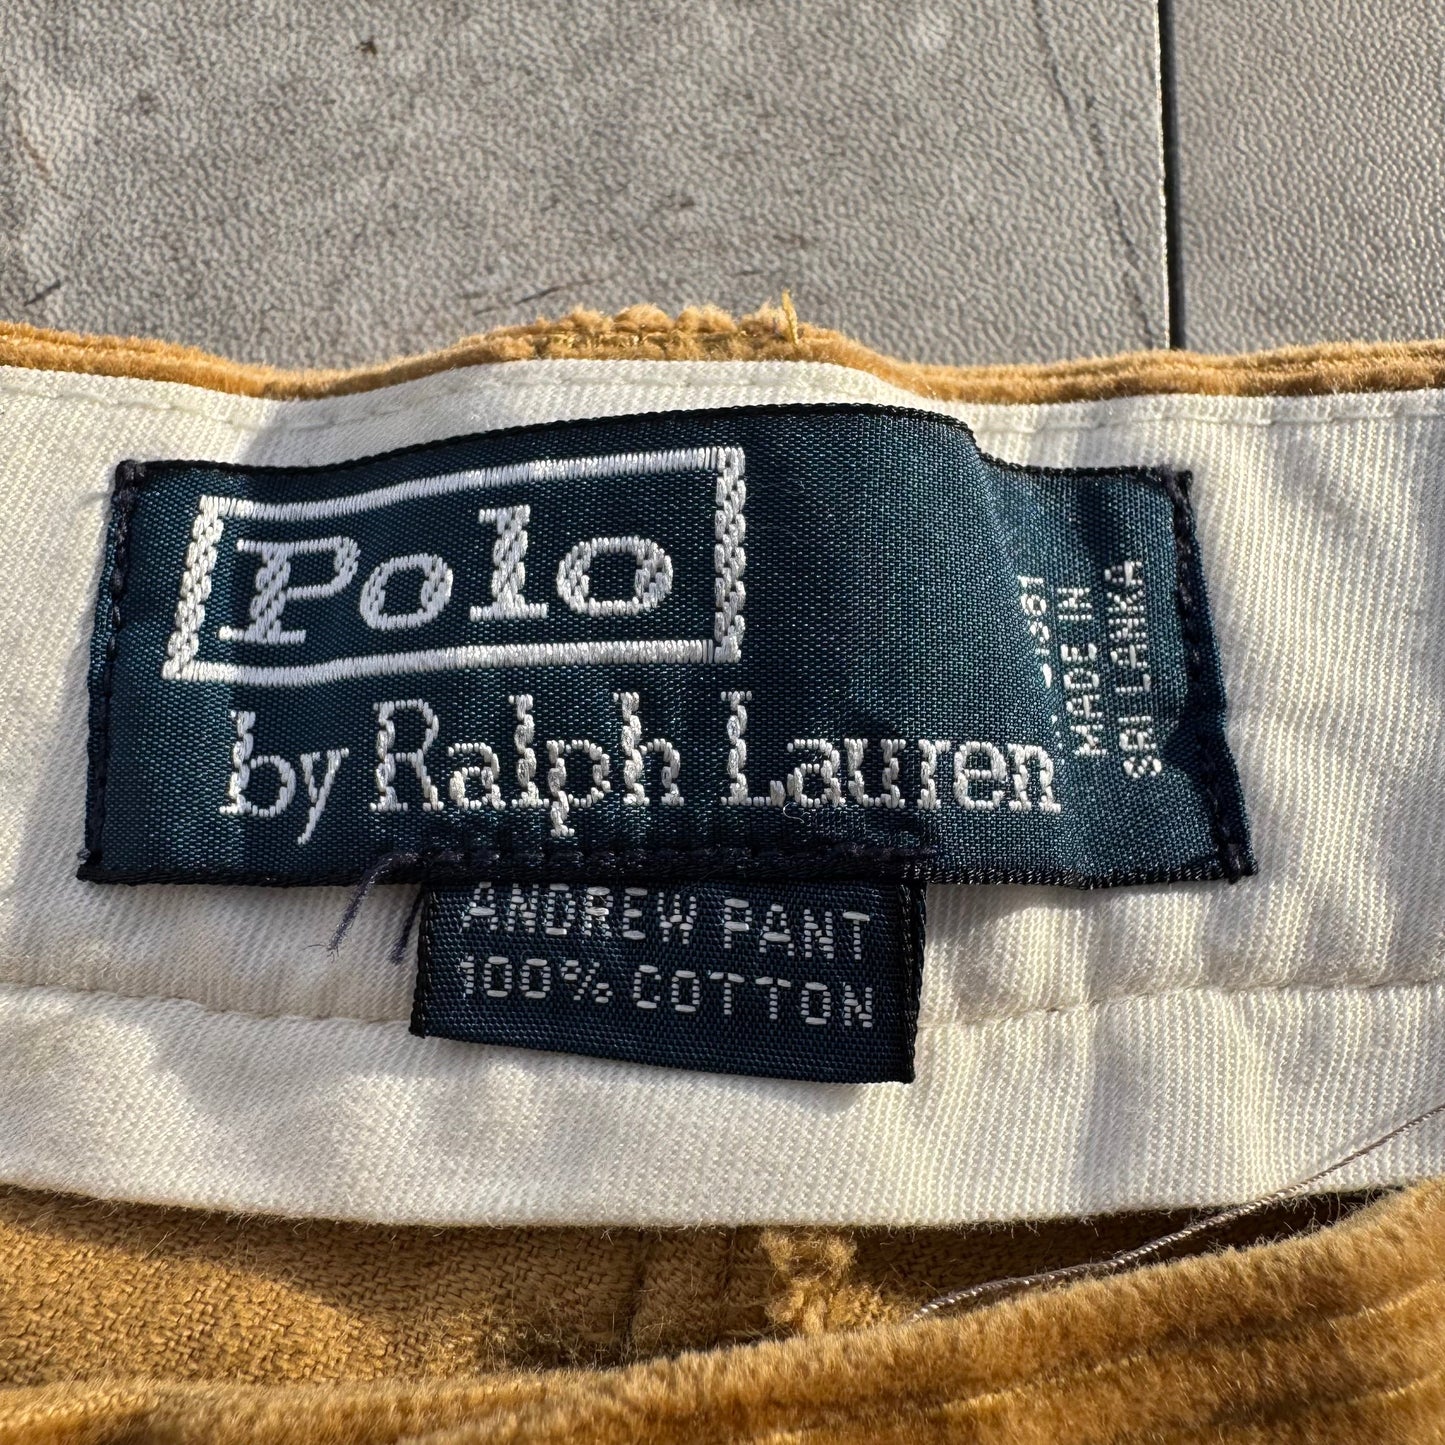 Polo
by Ralph Lauren
MADE IN
SRI LANKA
ANDREW PANT
100% COTTON